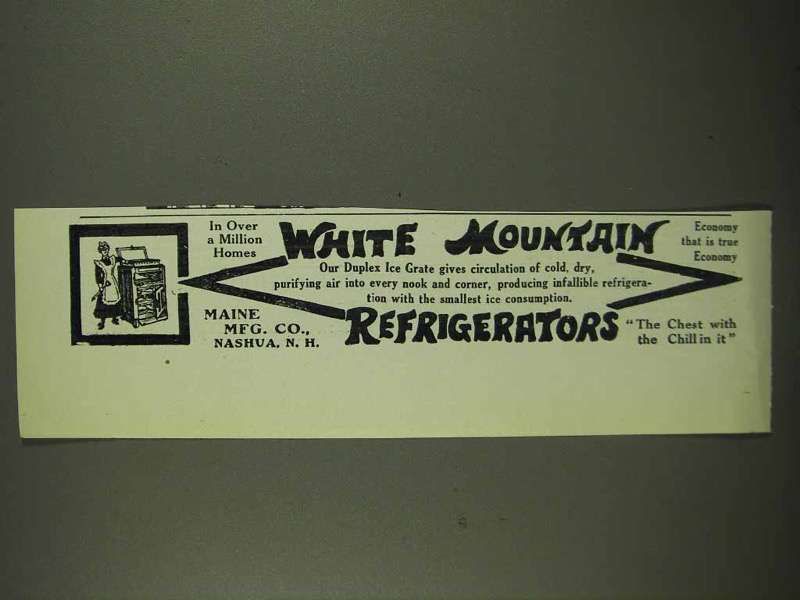 In Over
a Million
Homes
WHITE MOUNTAIN
Economy
that is true
Economy
Our Duplex Ice Grate gives circulation of cold, dry,
purifying air into every nook and corner, producing infallible refrigera-
tion with the smallest ice consumption.
MAINE
MFG. CO.,
NASHUA, N. H.
REFRIGERATORS
"The Chest with
the Chill in it"